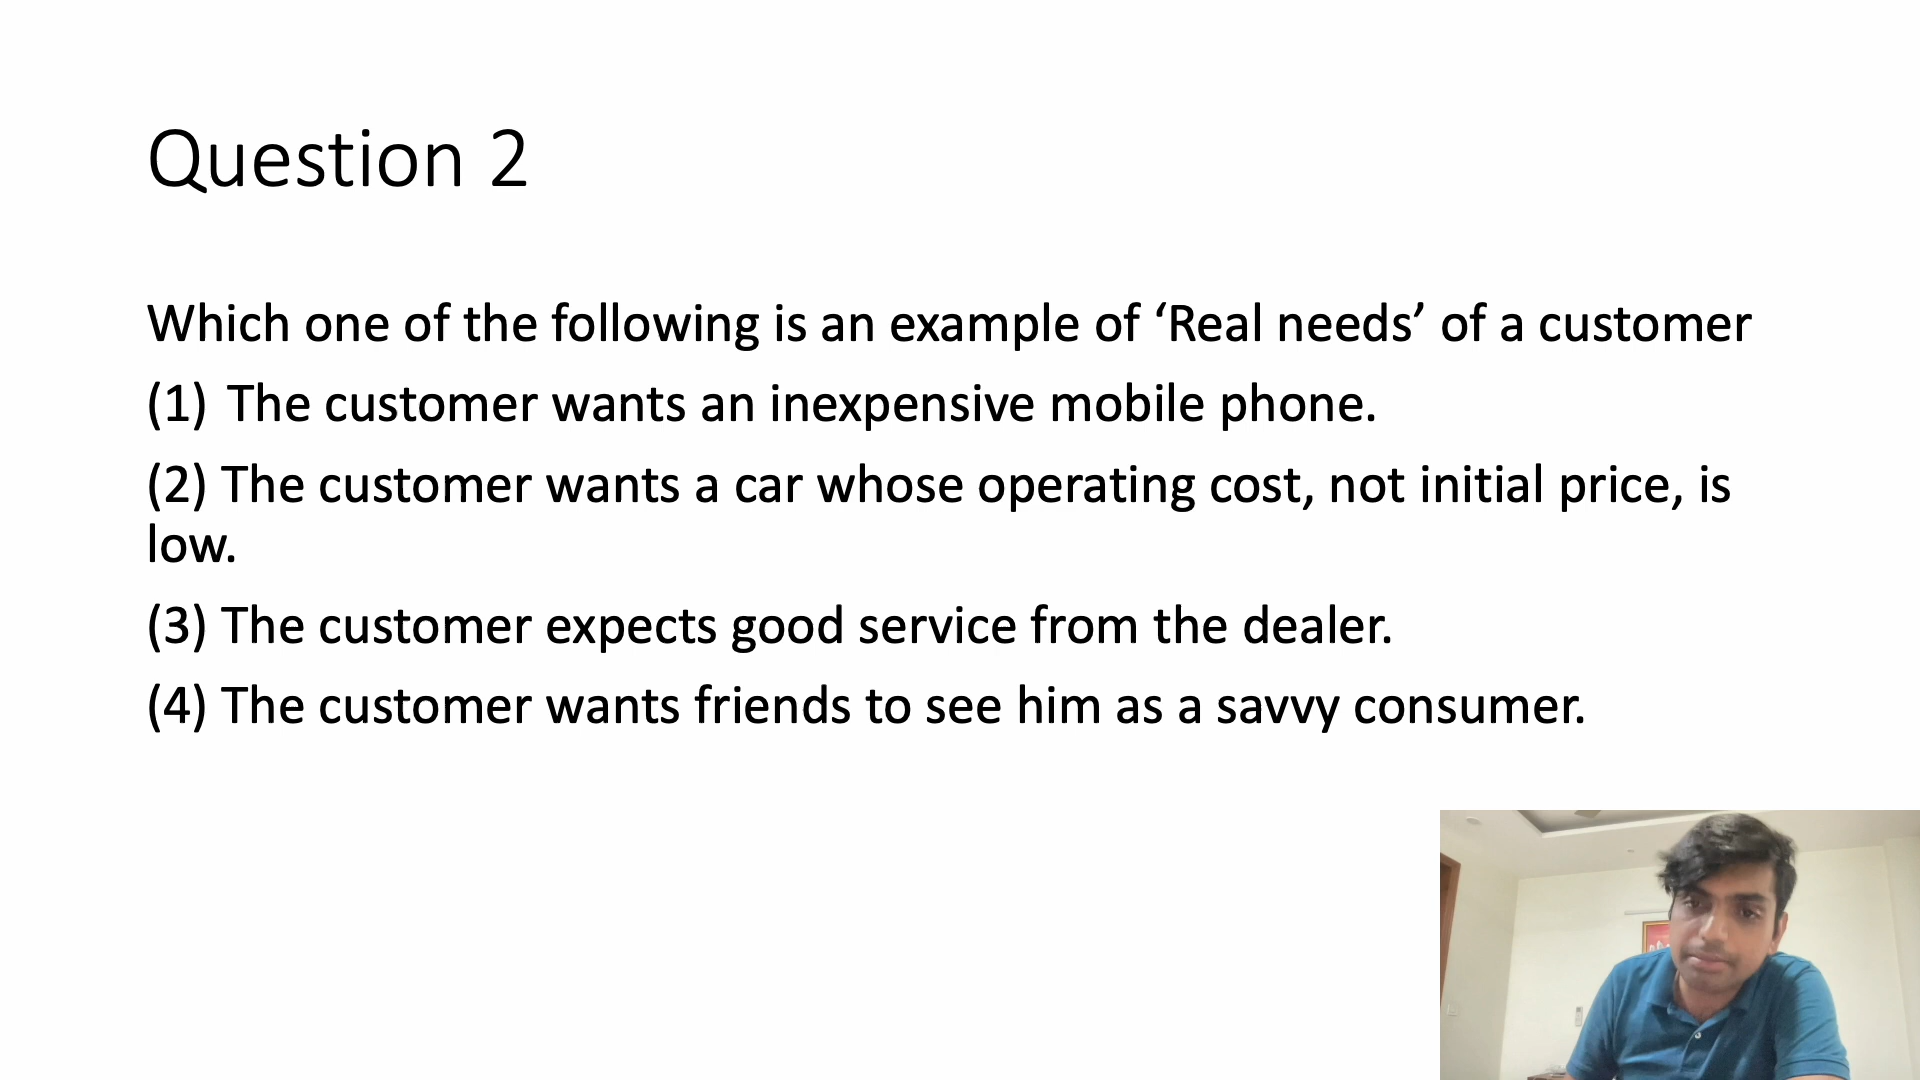 Question 2
Which one of the following is an example of ‘Real needs’ of a customer
(1) The customer wants an inexpensive mobile phone.
(2) The customer wants a car whose operating cost, not initial price, is
low.
(3) The customer expects good service from the dealer.
(4) The customer wants friends to see him as a savvy consumer.